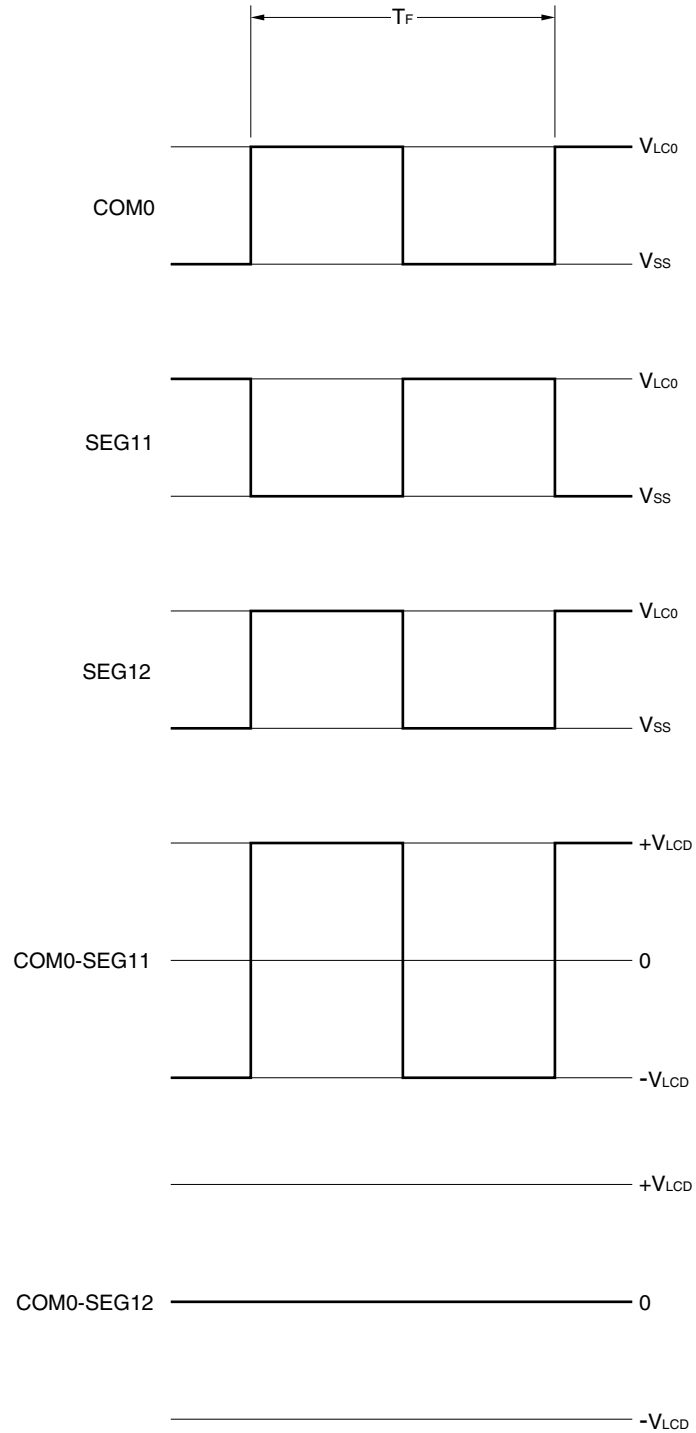 TF
VLC0
COM0
VSS
VLC0
SEG11
VSS
VLC0
SEG12
VSS
+VLCD
COM0-SEG11
0
-VLCD
+VLCD
COM0-SEG12
0
-VLCD